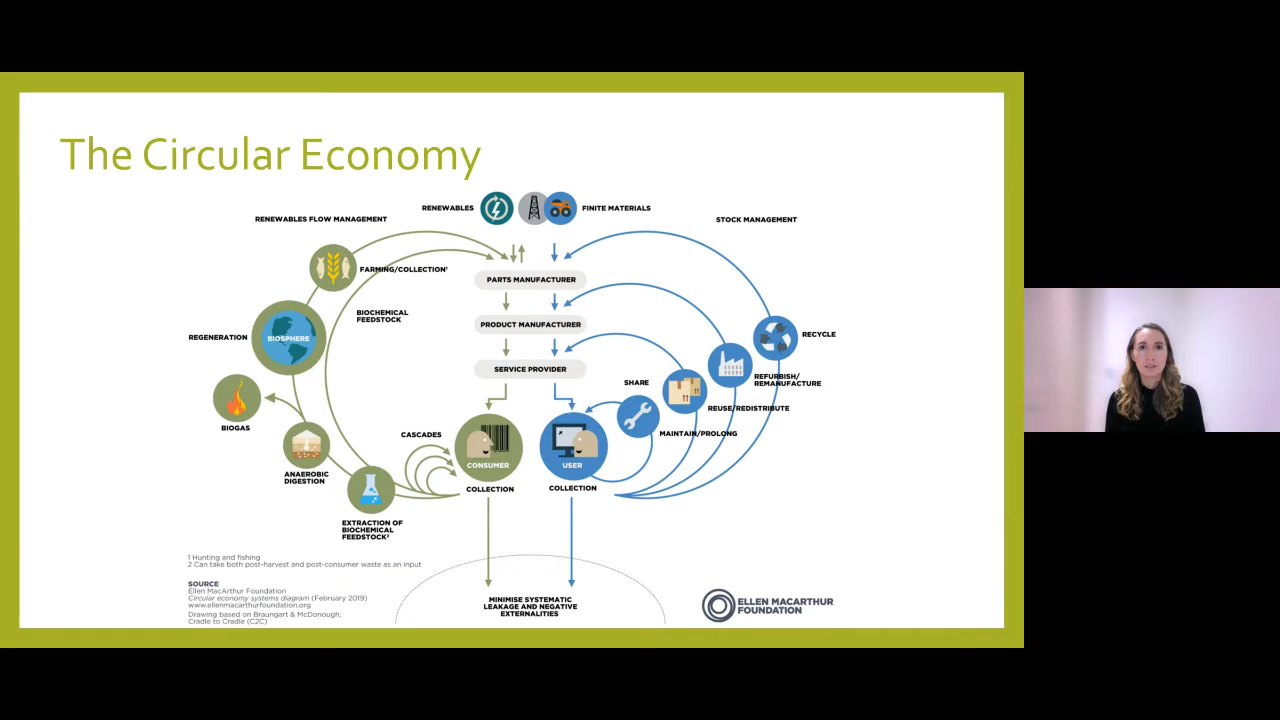 The Circular Economy
RENEWABLES
FINITE MATERIALS
RENEWABLES FLOW MANAGEMENT
STOCK MANAGEMENT
FARMING/COLLECTION¹
PARTS MANUFACTURER
BIOCHEMICAL
FEEDSTOCK
PRODUCT MANUFACTURER
REGENERATION
BIOSPHERE
RECYCLE
SERVICE PROVIDER
SHARE
REFURBISH/
REMANUFACTURE
REUSE/REDISTRIBUTE
BIOGAS
CASCADES
MAINTAIN/PROLONG
CONSUMER
USER
ANAEROBIC
DIGESTION
COLLECTION
COLLECTION
EXTRACTION OF
BIOCHEMICAL
FEEDSTOCK²
1 Hunting and fishing
2 Can take both post-harvest and post-consumer waste as an input
SOURCE
Ellen MacArthur Foundation
Circular economy systems diagram (February 2019)
www.ellenmacarthurfoundation.org
Drawing based on Braungart & McDonough,
Cradle to Cradle (C2C)
MINIMISE SYSTEMATIC
LEAKAGE AND NEGATIVE
EXTERNALITIES
ELLEN MACARTHUR
FOUNDATION